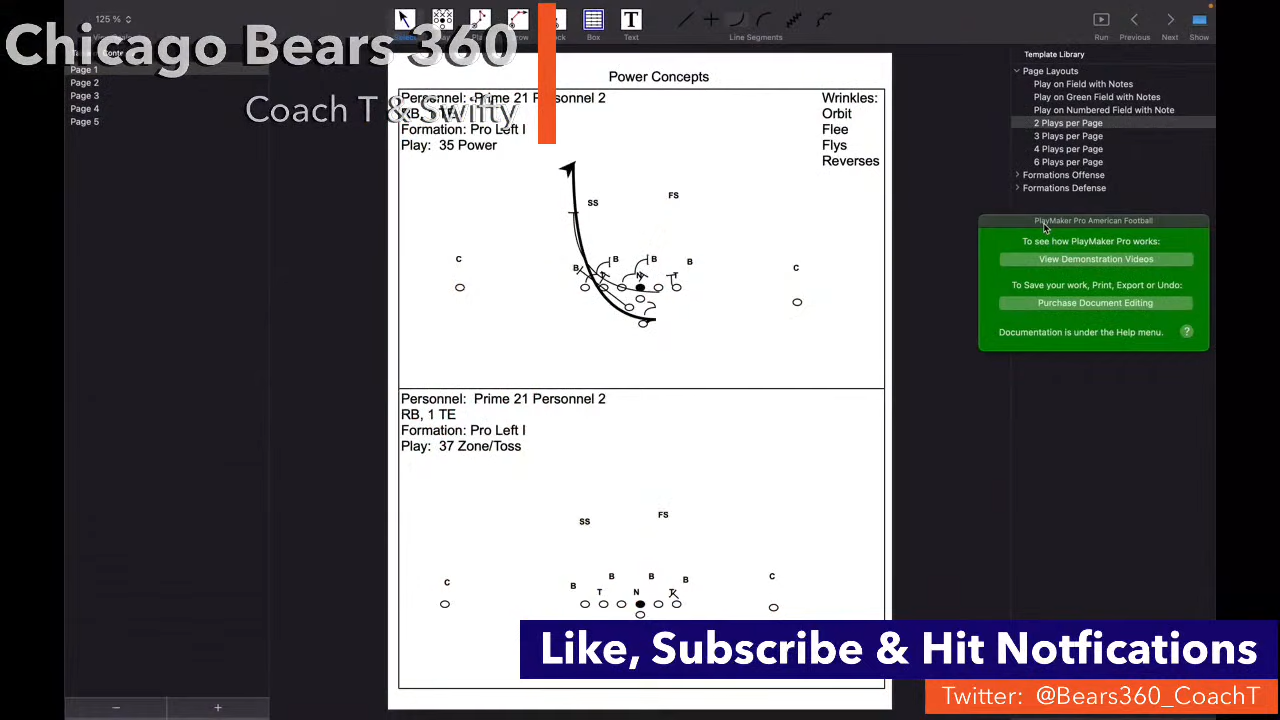 125 %
Select
Box
Text
Line Segments
Run
Previous
Next
Show
Chicago Bears 360
Coach T & Swifty
Page 1
Page 2
Page 3
Page 4
Page 5
Power Concepts
Personnel: Prime 21 Personnel 2
RB, 1 TE
Formation: Pro Left I
Play: 35 Power
Wrinkles:
Orbit
Flee
Flys
Reverses
SS
FS
C
B
B
B
B
C
T
N
T
Personnel: Prime 21 Personnel 2
RB, 1 TE
Formation: Pro Left I
Play: 37 Zone/Toss
SS
FS
C
B
B
B
B
C
T
N
T
Template Library
Page Layouts
Play on Field with Notes
Play on Green Field with Notes
Play on Numbered Field with Note
2 Plays per Page
3 Plays per Page
4 Plays per Page
6 Plays per Page
Formations Offense
Formations Defense
PlayMaker Pro American Football
To see how PlayMaker Pro works:
View Demonstration Videos
To Save your work, Print, Export or Undo:
Purchase Document Editing
Documentation is under the Help menu. ?
Like, Subscribe & Hit Notfications
Twitter: @Bears360_CoachT